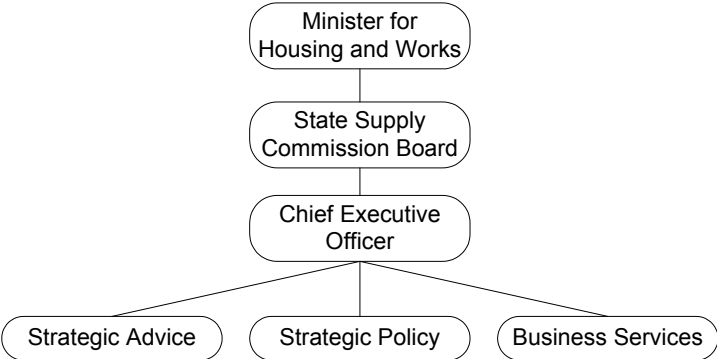 Minister for
Housing and Works
State Supply
Commission Board
Chief Executive
Officer
Strategic Advice
Strategic Policy
Business Services